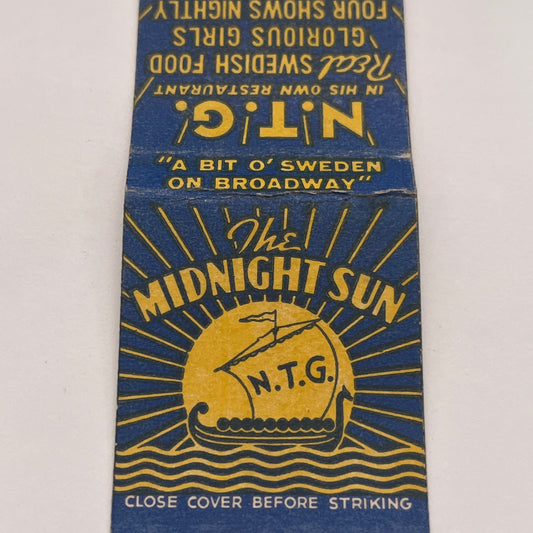 FOUR SHOWS NIGHTLY
GLORIOUS GIRLS
Real SWEDISH FOOD
IN HIS OWN RESTAURANT
N.T.G.
"A BIT O' SWEDEN
ON BROADWAY"
The
MIDNIGHT SUN
N.T.G.
CLOSE COVER BEFORE STRIKING